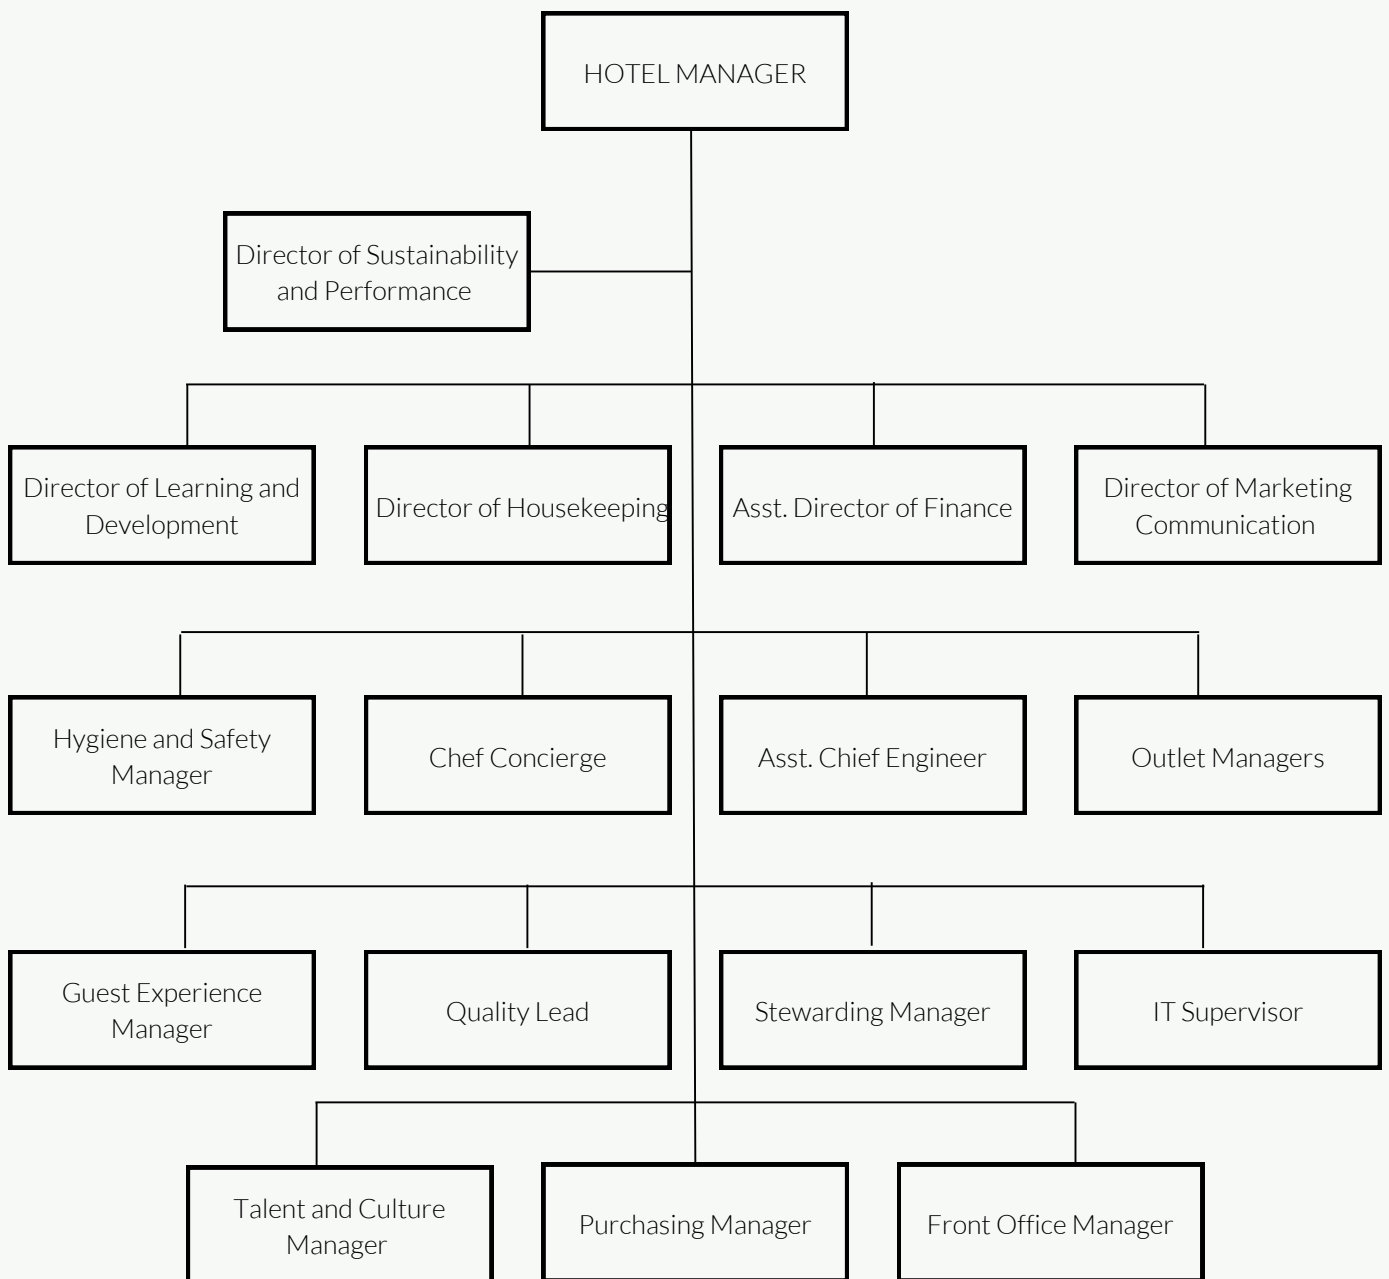 HOTEL MANAGER
Director of Sustainability
and Performance
Director of Learning and
Development
Director of Housekeeping
Asst. Director of Finance
Director of Marketing
Communication
Hygiene and Safety
Manager
Chef Concierge
Asst. Chief Engineer
Outlet Managers
Guest Experience
Manager
Quality Lead
Stewarding Manager
IT Supervisor
Talent and Culture
Manager
Purchasing Manager
Front Office Manager